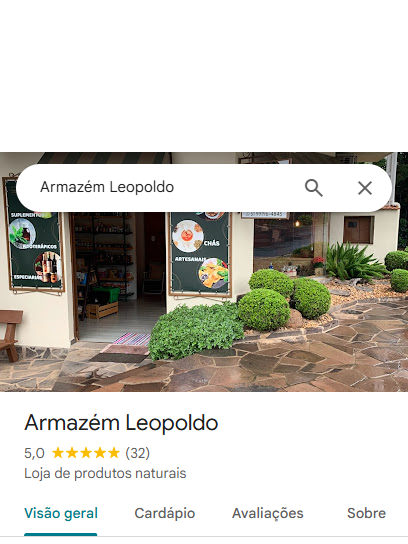 Armazém Leopoldo
SUPLEMENTOS
FITOTERÁPICOS
ESPECIARIAS
CHÁS
ARTESANAIS
Armazém Leopoldo
5,0 (32)
Loja de produtos naturais
Visão geral Cardápio Avaliações Sobre